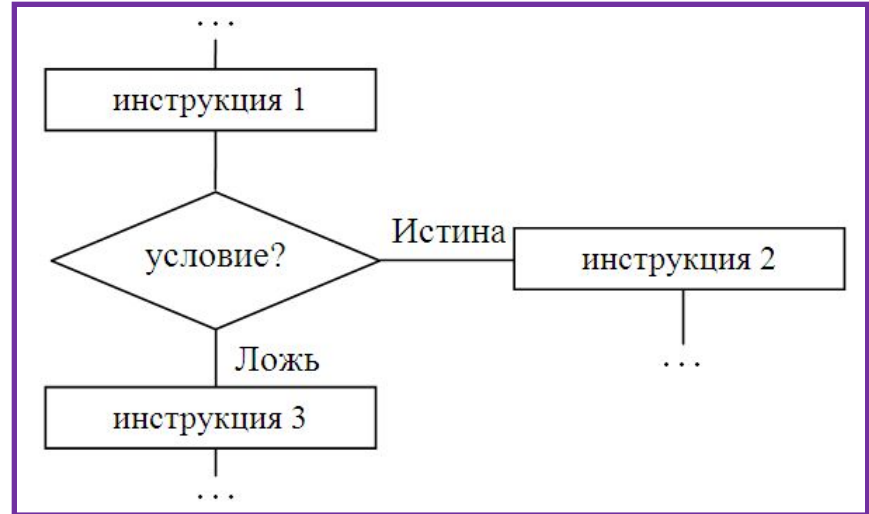 ...
инструкция 1
условие?
Истина
инструкция 2
...
Ложь
инструкция 3
...